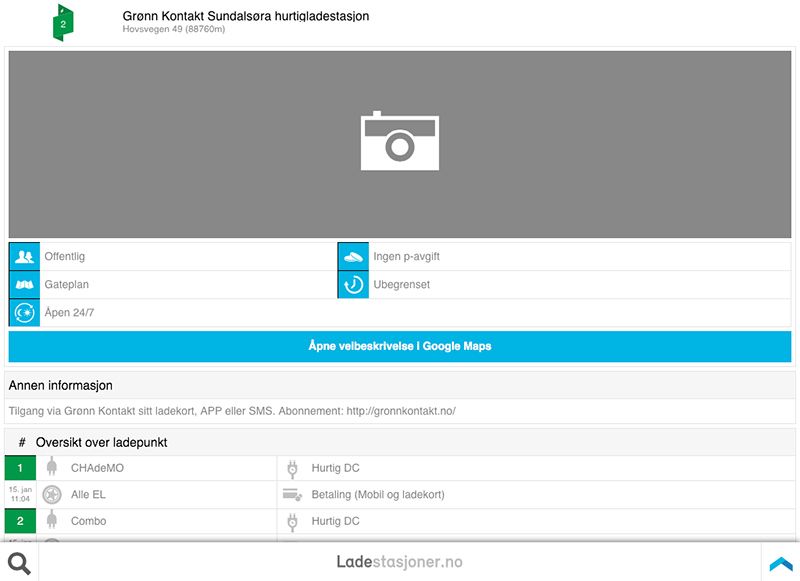 2
Grønn Kontakt Sundalsøra hurtigladestasjon
Hovsvegen 49 (88760m)
Offentlig
Ingen p-avgift
Gateplan
Ubegrenset
Åpen 24/7
Åpne veibeskrivelse i Google Maps
Annen informasjon
Tilgang via Grønn Kontakt sitt ladekort, APP eller SMS. Abonnement: http://gronnkontakt.no/
# Oversikt over ladepunkt
1 CHAdeMO Hurtig DC
15. jan
11:04
Alle EL Betaling (Mobil og ladekort)
2 Combo Hurtig DC
Ladestasjoner.no